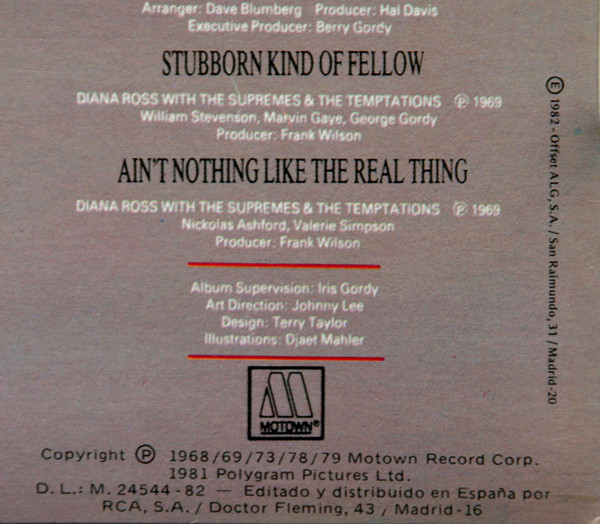 Arranger: Dave Blumberg Producer: Hal Davis
Executive Producer: Berry Gordy
STUBBORN KIND OF FELLOW
DIANA ROSS WITH THE SUPREMES & THE TEMPTATIONS Ⓟ 1969
William Stevenson, Marvin Gaye, George Gordy
Producer: Frank Wilson
AIN'T NOTHING LIKE THE REAL THING
DIANA ROSS WITH THE SUPREMES & THE TEMPTATIONS Ⓟ 1969
Nickolas Ashford, Valerie Simpson
Producer: Frank Wilson
Album Supervision: Iris Gordy
Art Direction: Johnny Lee
Design: Terry Taylor
Illustrations: Djaet Mahler
MOTOWN®
Copyright Ⓟ 1968/69/73/78/79 Motown Record Corp.
1981 Polygram Pictures Ltd.
D. L.: M. 24544 - 82 — Editado y distribuido en España por
RCA, S.A. / Doctor Fleming, 43 / Madrid-16
Ⓔ 1982 - Offset ALG, S.A. / San Raimundo, 31 / Madrid-20